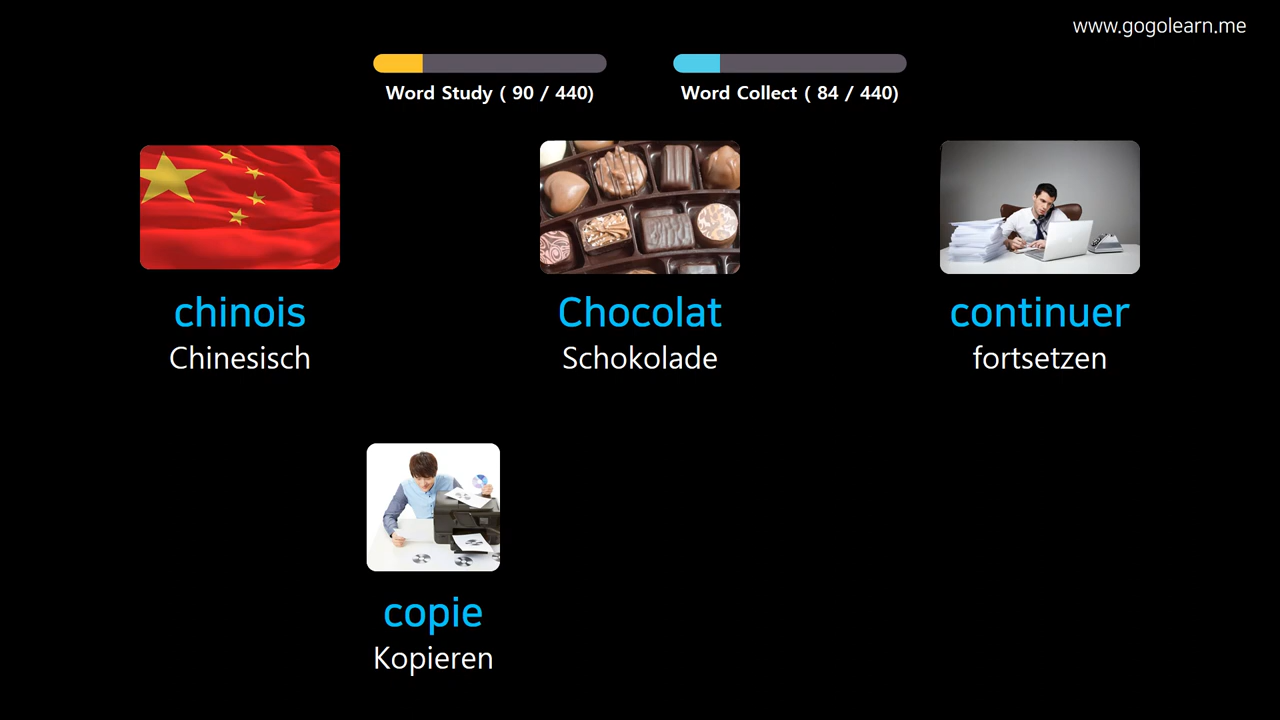 www.gogolearn.me
Word Study ( 90 / 440)
Word Collect ( 84 / 440)
chinois
Chinesisch
Chocolat
Schokolade
continuer
fortsetzen
copie
Kopieren